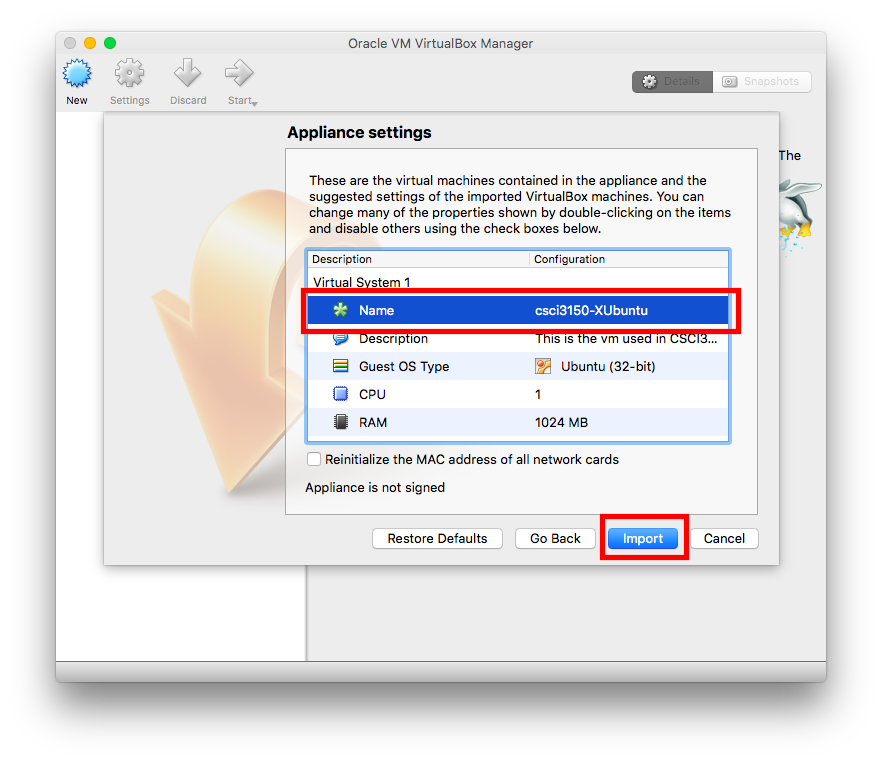 Oracle VM VirtualBox Manager
New Settings Discard Start Details Snapshots
Appliance settings
The
These are the virtual machines contained in the appliance and the
suggested settings of the imported VirtualBox machines. You can
change many of the properties shown by double-clicking on the items
and disable others using the check boxes below.
Description Configuration
Virtual System 1
Name csci3150-XUbuntu
Description This is the vm used in CSCI3...
Guest OS Type Ubuntu (32-bit)
CPU 1
RAM 1024 MB
Reinitialize the MAC address of all network cards
Appliance is not signed
Restore Defaults Go Back Import Cancel